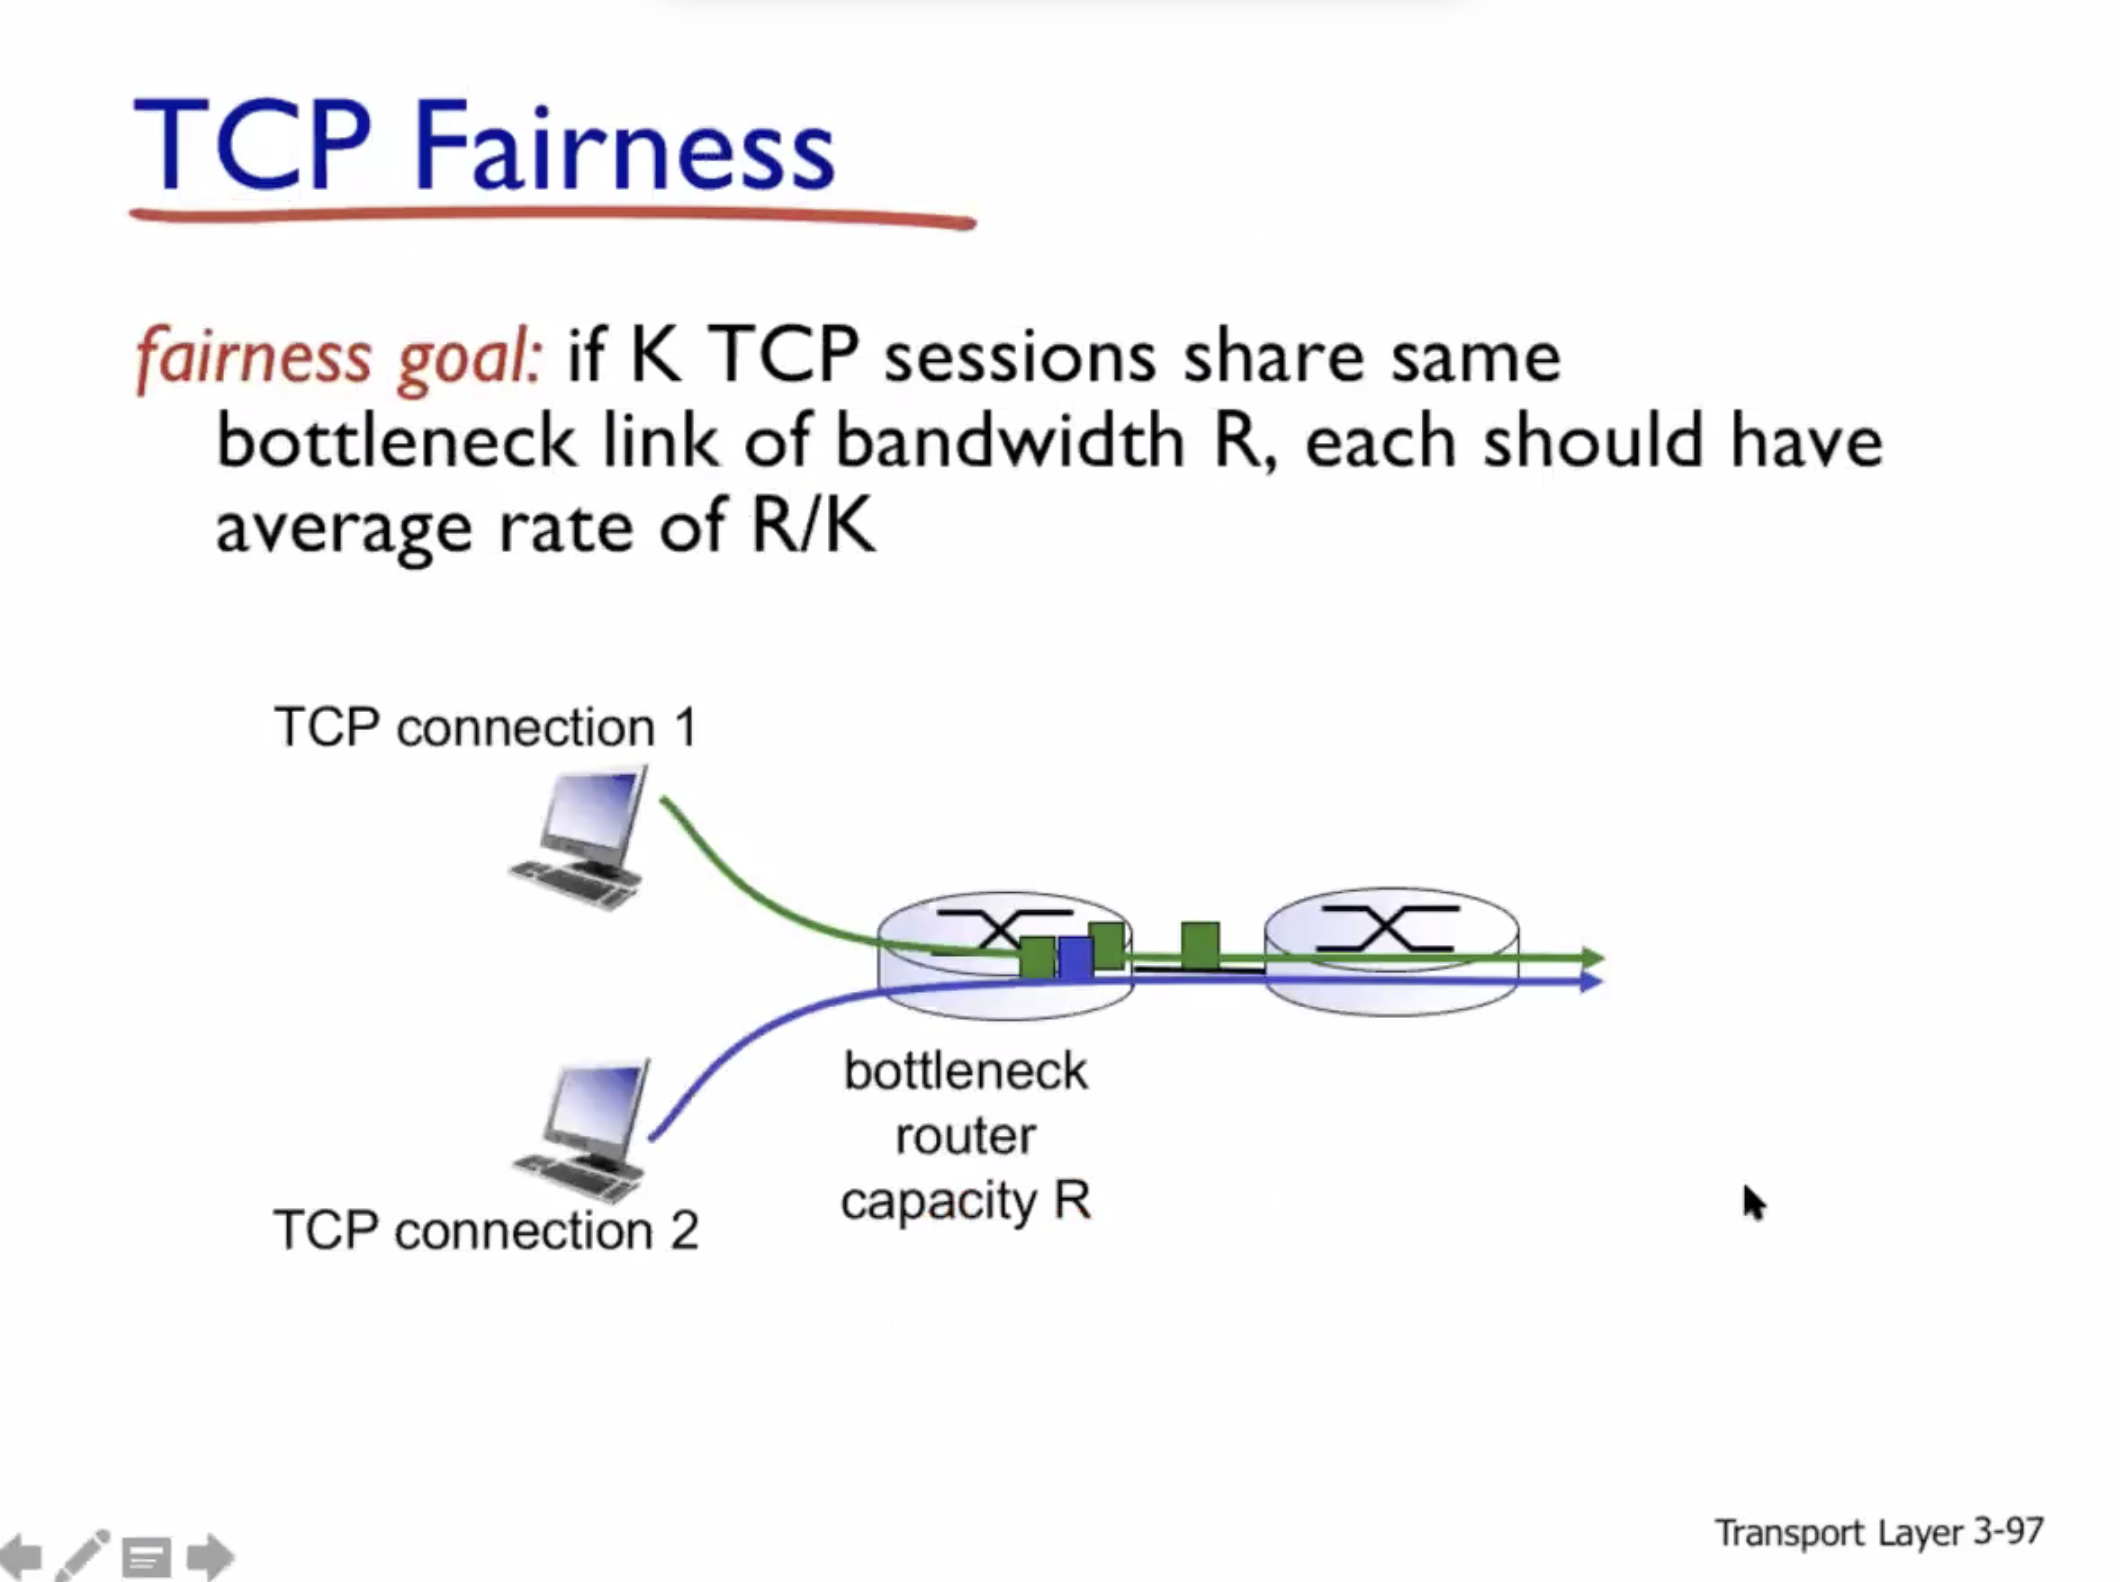 TCP Fairness
fairness goal: if K TCP sessions share same
bottleneck link of bandwidth R, each should have
average rate of R/K
TCP connection 1
bottleneck
router
capacity R
TCP connection 2
Transport Layer 3-97